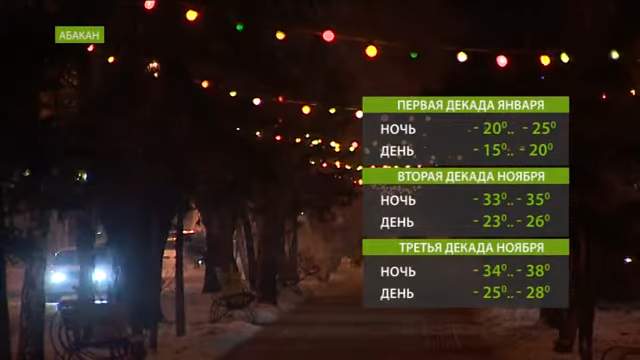 АБАКАН
ПЕРВАЯ ДЕКАДА ЯНВАРЯ
НОЧЬ - 20⁰.. - 25⁰
ДЕНЬ - 15⁰.. - 20⁰
ВТОРАЯ ДЕКАДА НОЯБРЯ
НОЧЬ - 33⁰.. - 35⁰
ДЕНЬ - 23⁰.. - 26⁰
ТРЕТЬЯ ДЕКАДА НОЯБРЯ
НОЧЬ - 34⁰.. - 38⁰
ДЕНЬ - 25⁰.. - 28⁰